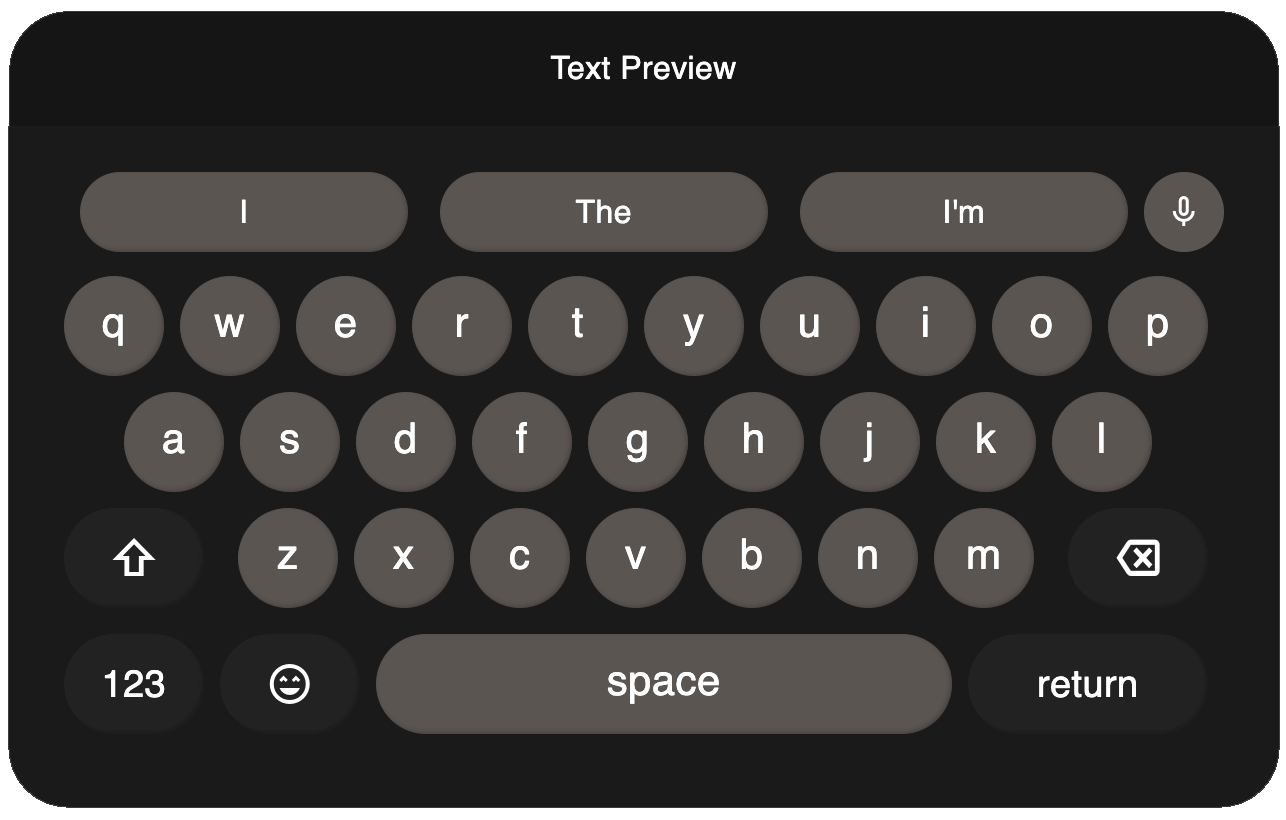 Text Preview
I The I'm
q w e r t y u i o p
a s d f g h j k l
z x c v b n m
123 space return